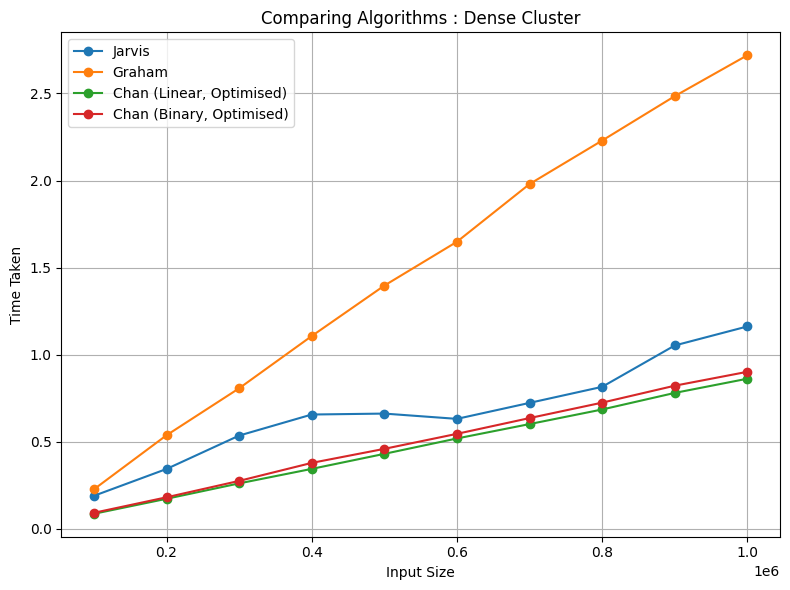 Comparing Algorithms : Dense Cluster
Jarvis
Graham
Chan (Linear, Optimised)
Chan (Binary, Optimised)
Time Taken
2.5
2.0
1.5
1.0
0.5
0.0
0.2 0.4 0.6 0.8 1.0
1e6
Input Size